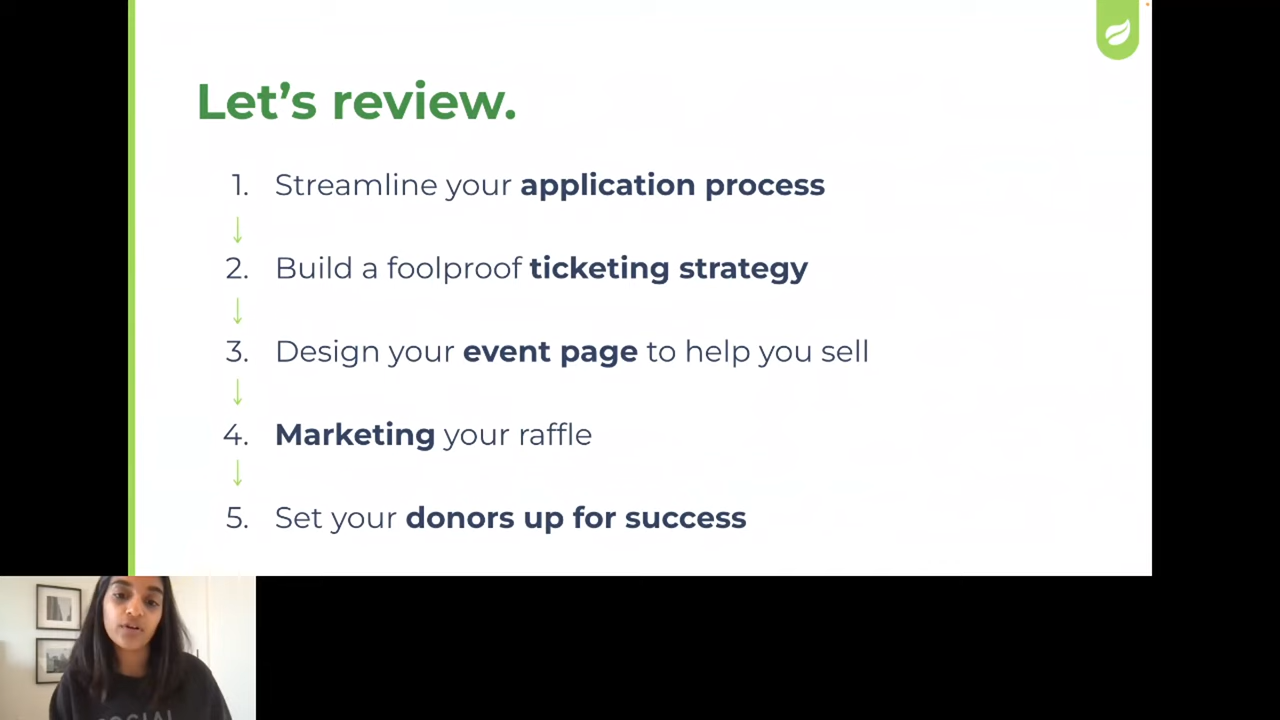 Let's review.
1. Streamline your application process
2. Build a foolproof ticketing strategy
3. Design your event page to help you sell
4. Marketing your raffle
5. Set your donors up for success